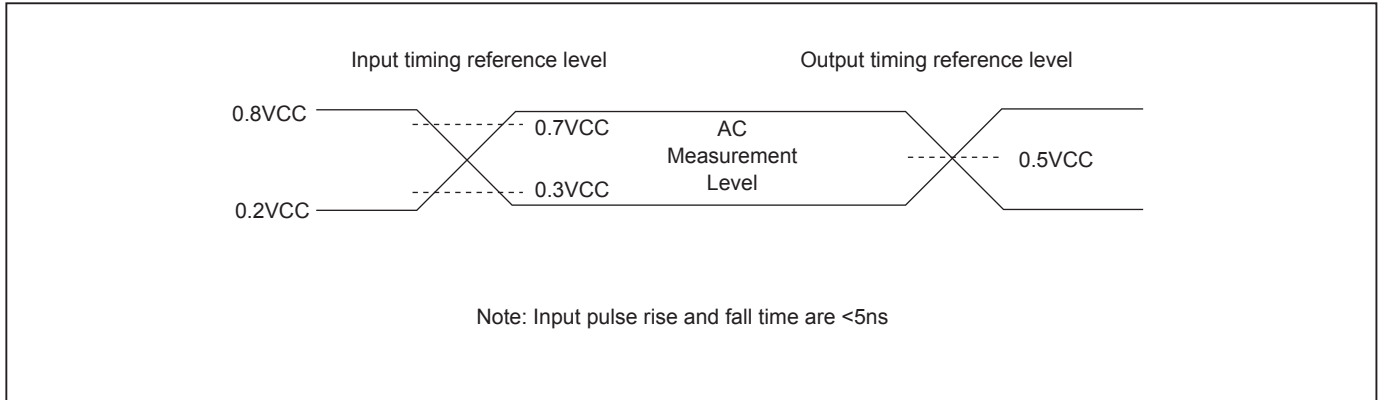 Input timing reference level
Output timing reference level
0.8VCC
0.7VCC
AC
Measurement
Level
0.5VCC
0.3VCC
0.2VCC
Note: Input pulse rise and fall time are <5ns